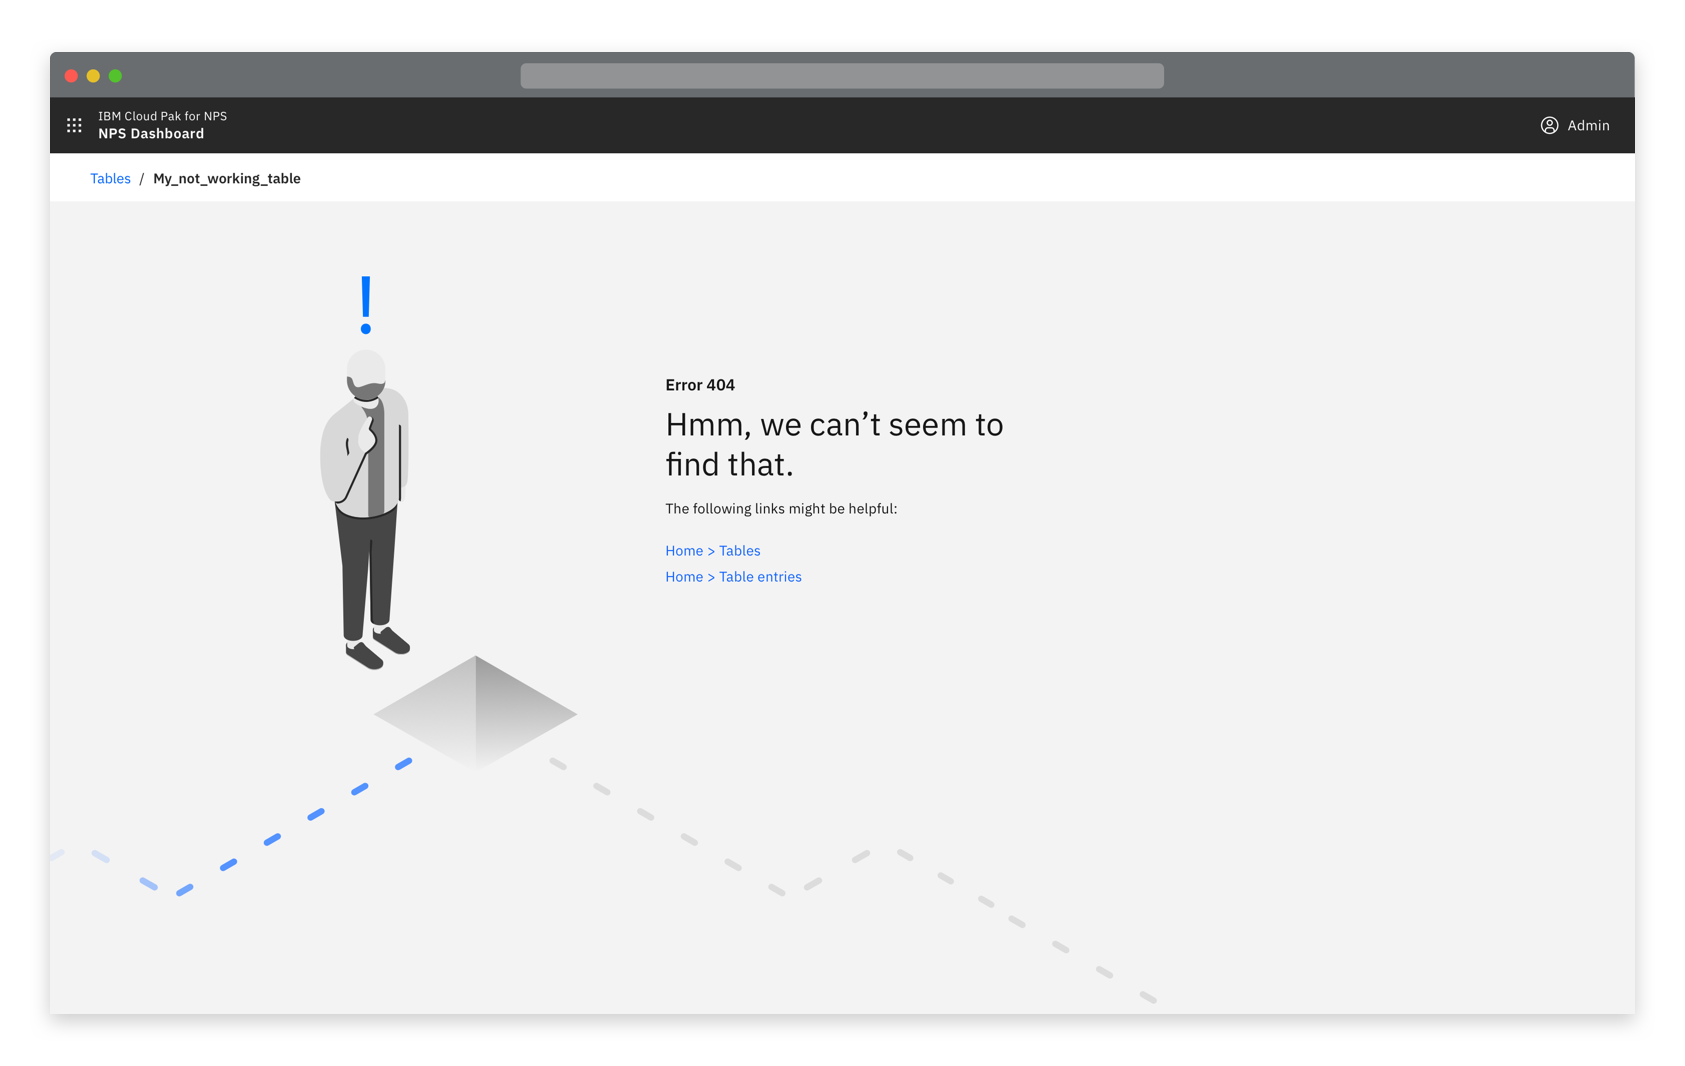 IBM Cloud Pak for NPS
NPS Dashboard
Admin
Tables / My_not_working_table
!
Error 404
Hmm, we can’t seem to
find that.
The following links might be helpful:
Home > Tables
Home > Table entries